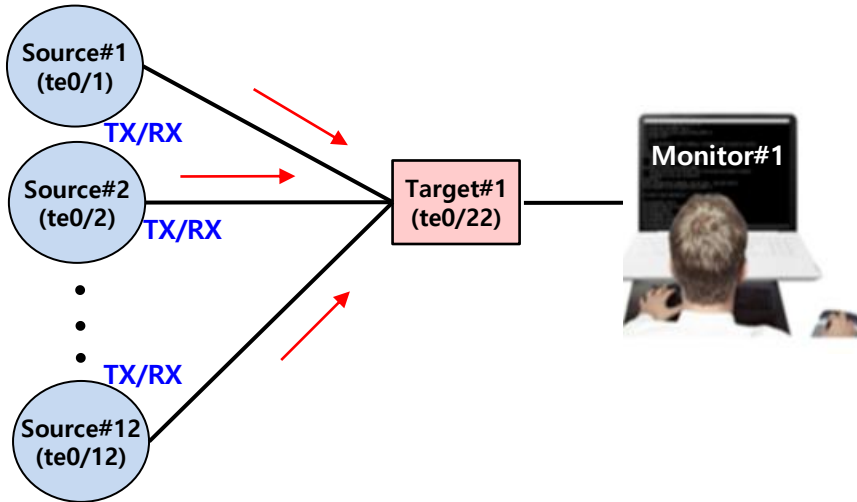 Source#1
(te0/1)
TX/RX
Source#2
(te0/2)
TX/RX
TX/RX
Source#12
(te0/12)
Target#1
(te0/22)
Monitor#1